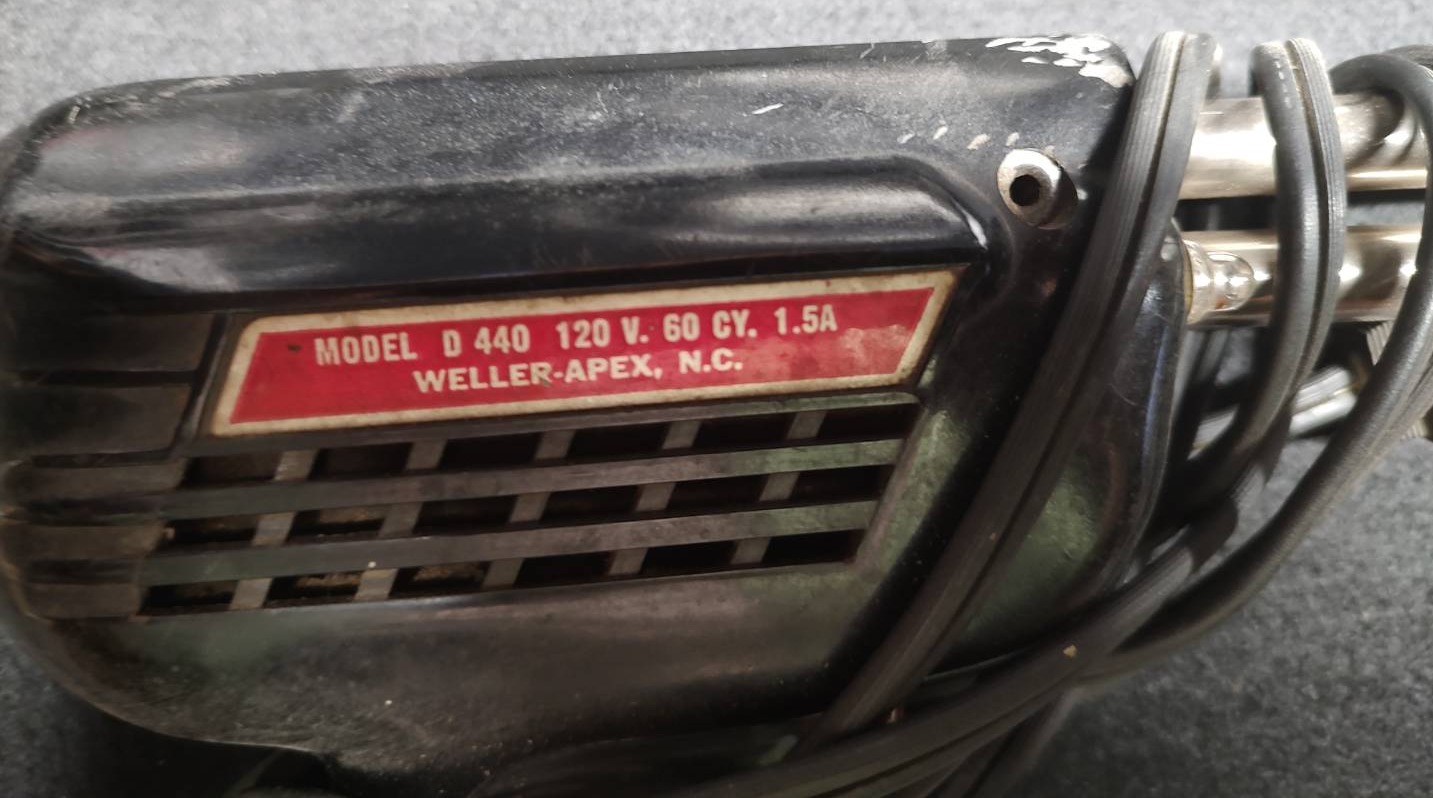 MODEL D 440 120 V. 60 CY. 1.5A
WELLER-APEX, N.C.